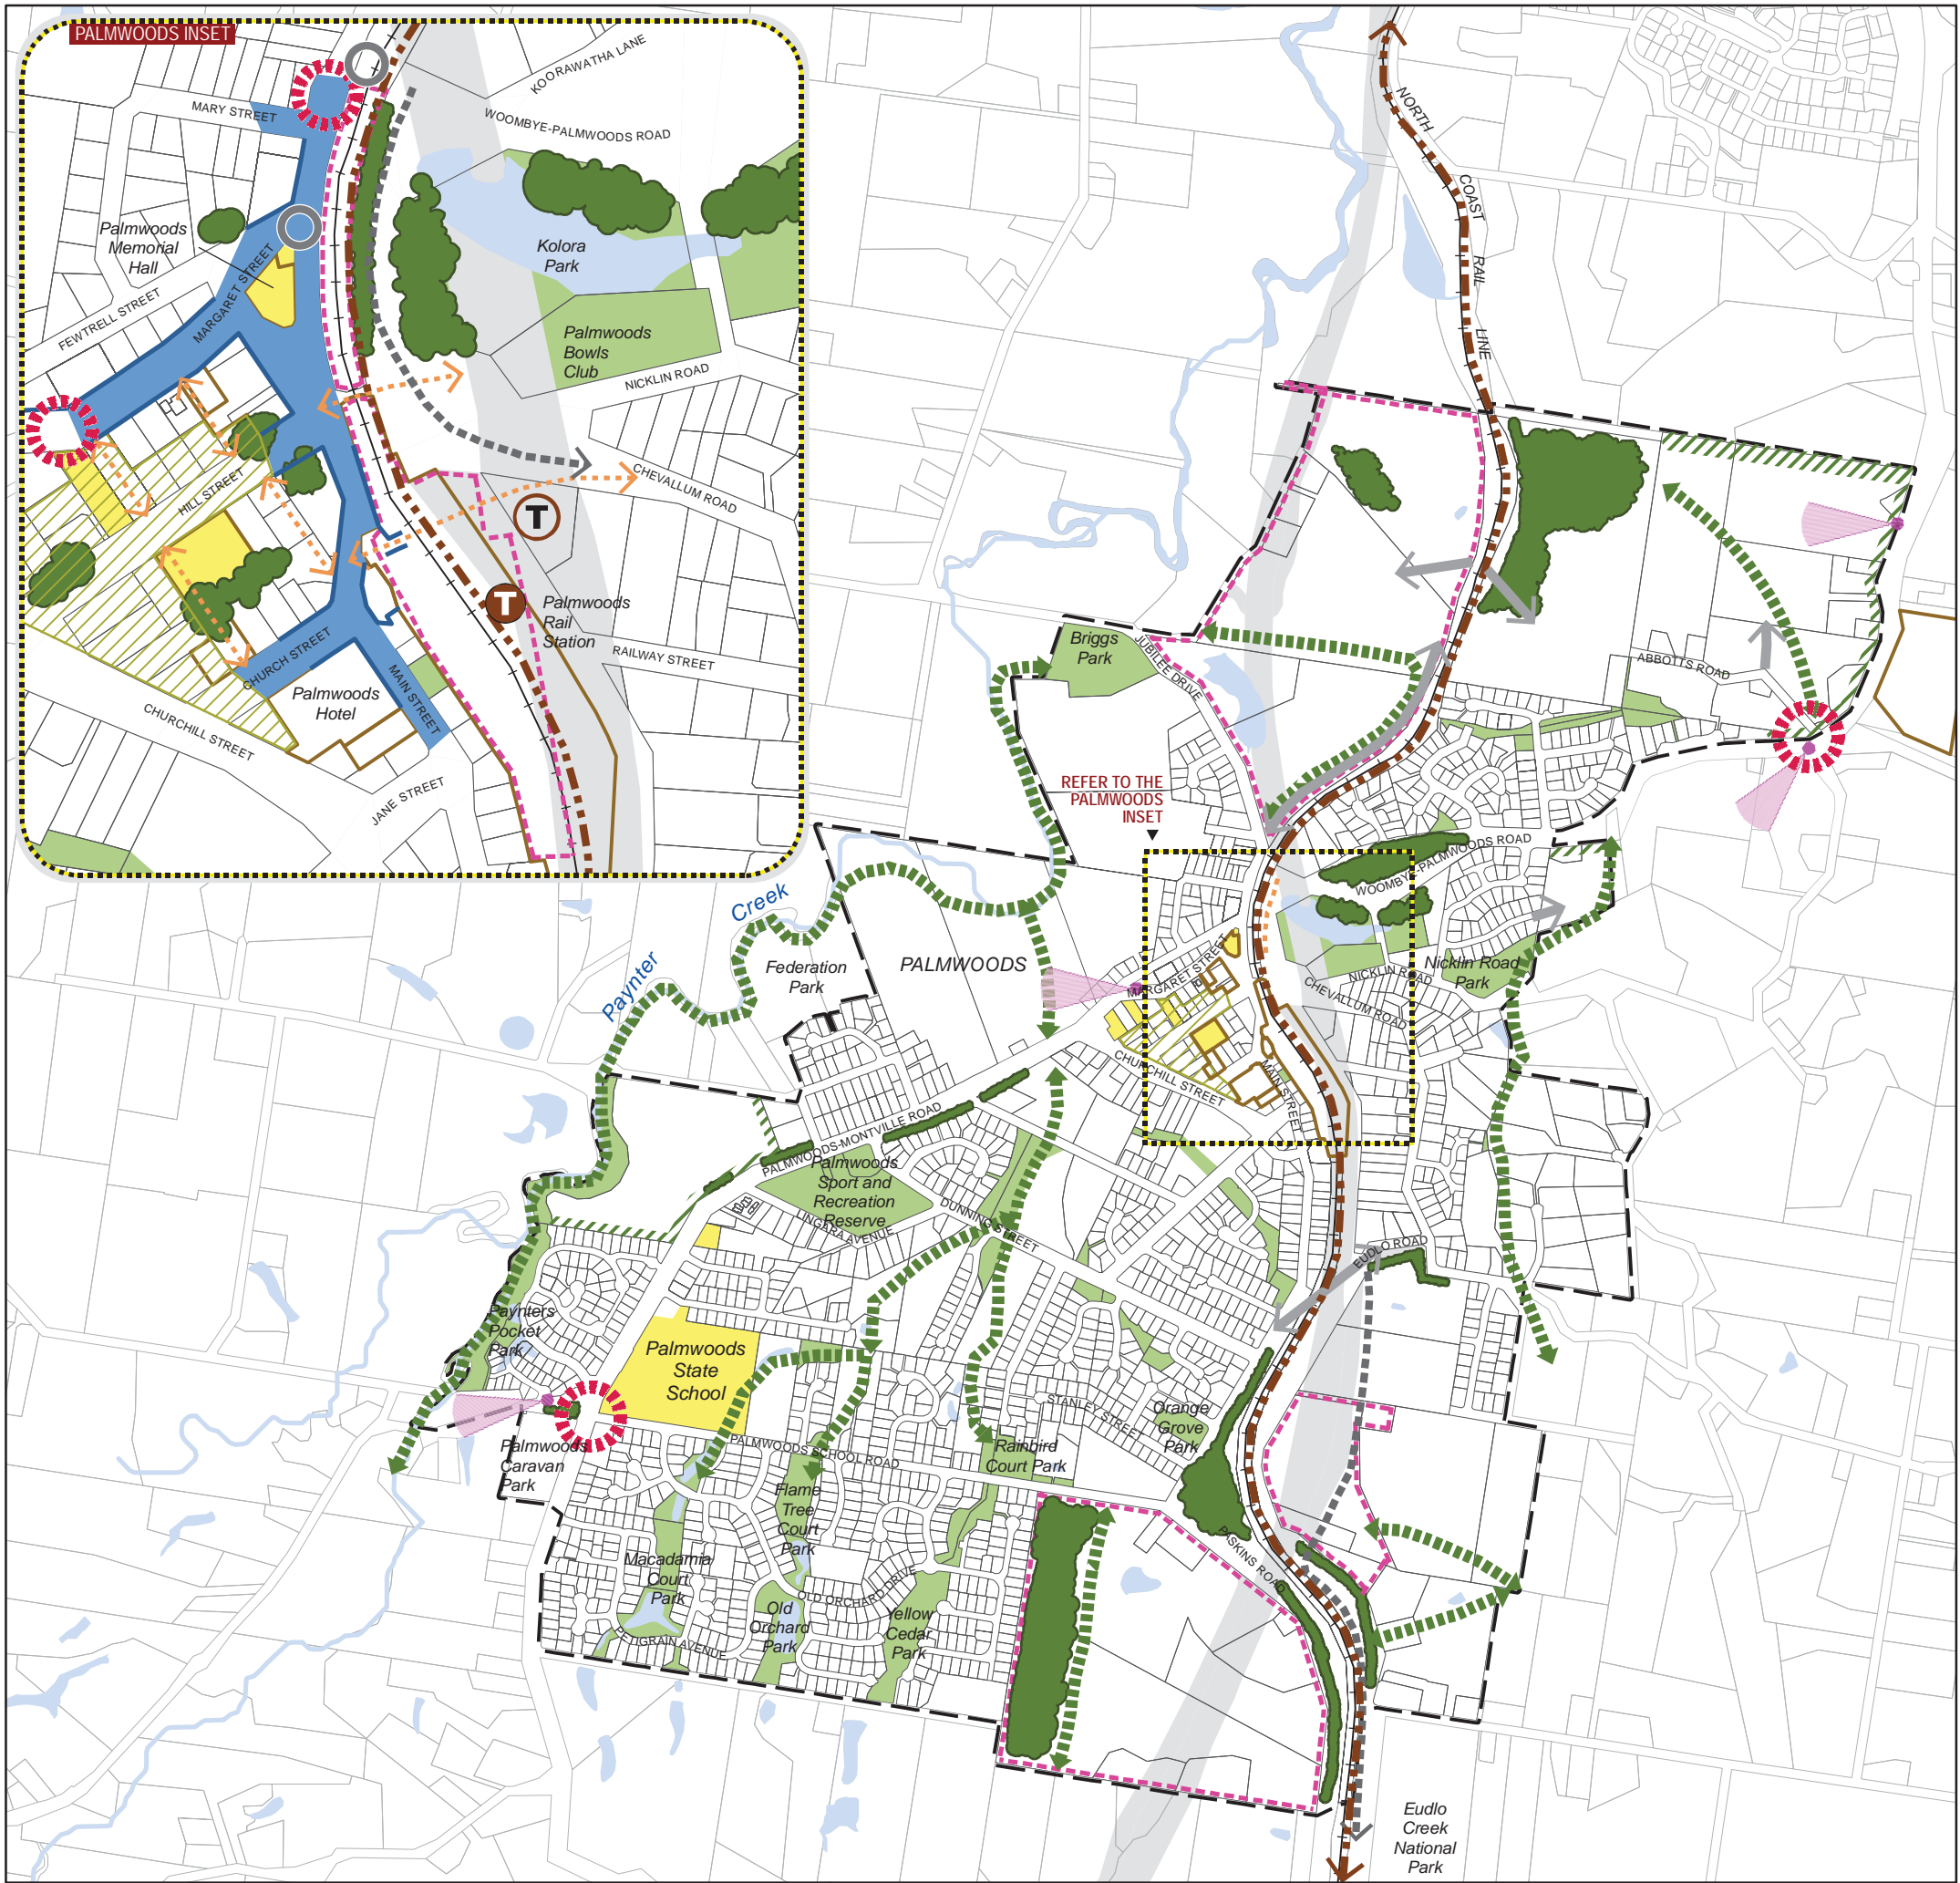 PALMWOODS INSET
KOORAWATHA LANE
MARY STREET
WOOMBYE-PALMWOODS ROAD
Palmwoods
Memorial
Hall
Kolora
Park
FEWTRELL STREET
MARGARET STREET
Palmwoods
Bowls
Club
NICKLIN ROAD
HILL STREET
CHEVALLUM ROAD
T
T
Palmwoods
Rail
Station
RAILWAY STREET
CHURCH STREET
Palmwoods
Hotel
MAIN STREET
CHURCHILL STREET
JANE STREET
NORTH
COAST
RAIL
LINE
Briggs
Park
JUBILEE DRIVE
ABBOTTS ROAD
REFER TO THE
PALMWOODS
INSET
WOOMBYE-PALMWOODS ROAD
Paynter
Creek
Federation
Park
PALMWOODS
MARGARET STREET
NICKLIN ROAD
Nicklin Road
Park
CHEVALLUM ROAD
CHURCHILL STREET
MAIN STREET
PALMWOODS-MONTVILLE ROAD
Palmwoods
Sport and
Recreation
Reserve
LINGARA AVENUE
DUNNING STREET
EUDLO ROAD
Paynters
Pocket
Park
Palmwoods
State
School
STANLEY STREET
Orange
Grove
Park
Palmwoods
Caravan
Park
PALMWOODS SCHOOL ROAD
Rainbird
Court Park
Flame
Tree
Court
Park
PISKINS ROAD
Macadamia
Court
Park
OLD ORCHARD DRIVE
Old
Orchard
Park
Yellow
Cedar
Park
PETIGRAIN AVENUE
Eudlo
Creek
National
Park